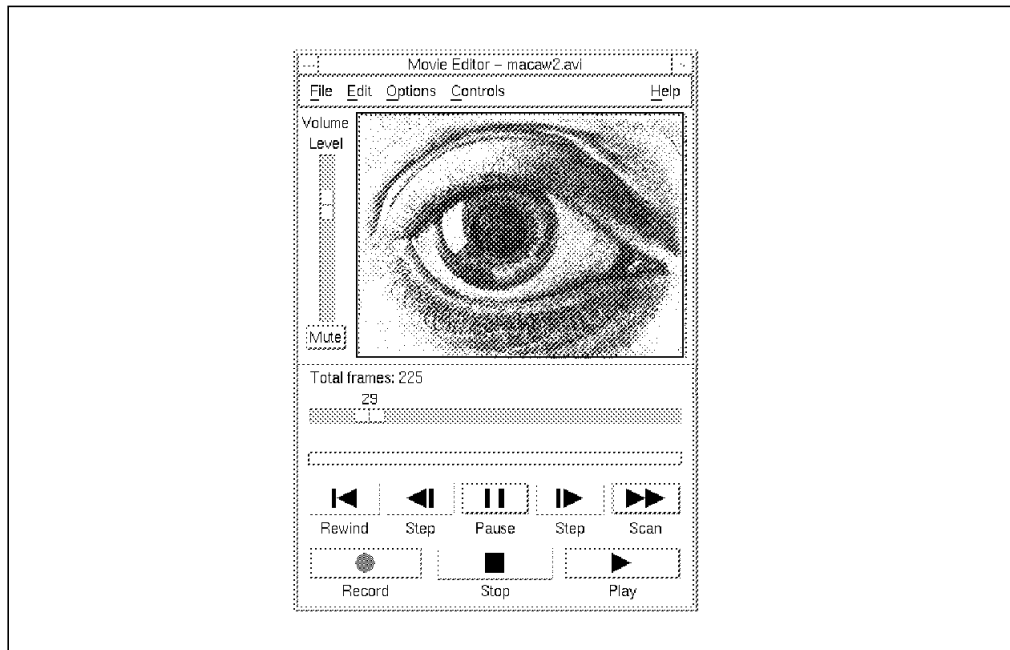 Movie Editor – macaw2.avi
File Edit Options Controls Help
Volume
Level
Mute
Total frames: 225
29
Rewind Step Pause Step Scan
Record Stop Play